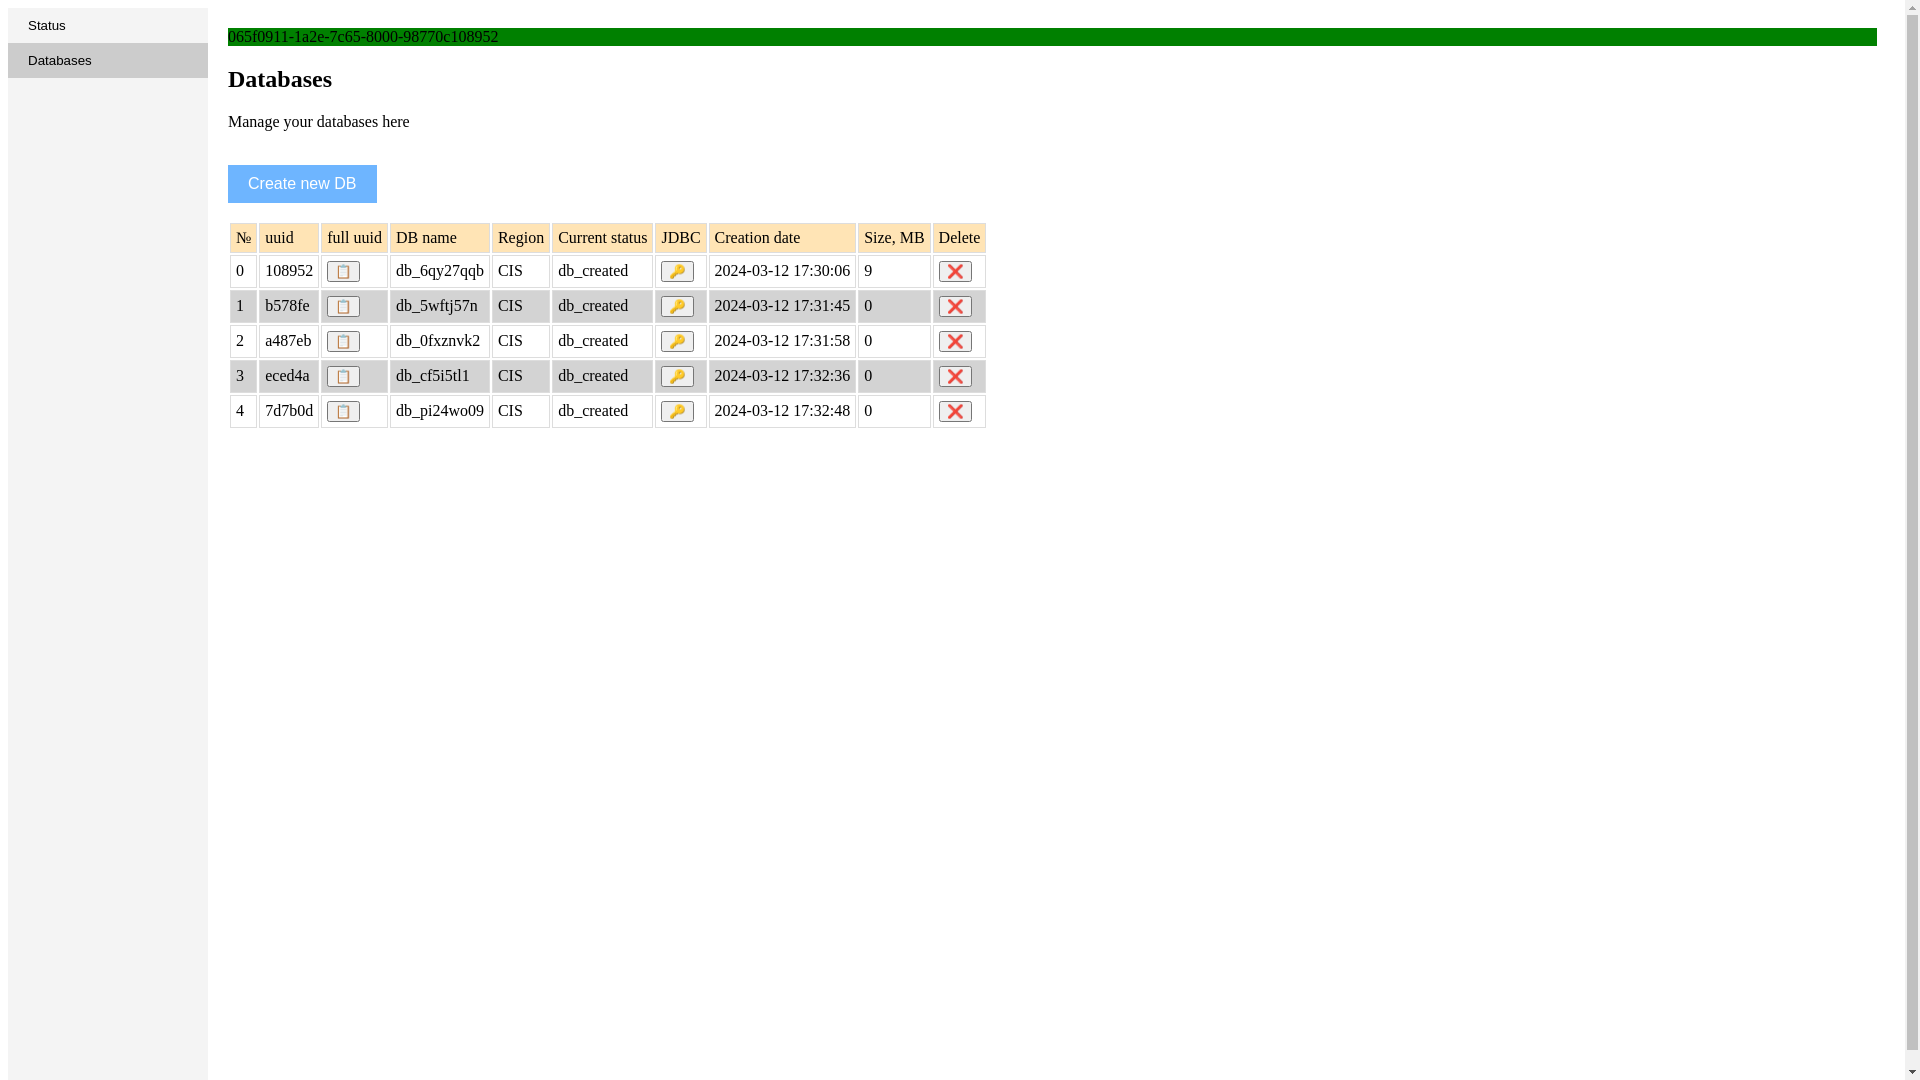 Status
Databases
065f0911-1a2e-7c65-8000-98770c108952
Databases
Manage your databases here
Create new DB
№ uuid full uuid DB name Region Current status JDBC Creation date Size, MB Delete
0 108952 📋 db_6qy27qqb CIS db_created 🔑 2024-03-12 17:30:06 9 ❌
1 b578fe 📋 db_5wftj57n CIS db_created 🔑 2024-03-12 17:31:45 0 ❌
2 a487eb 📋 db_0fxznvk2 CIS db_created 🔑 2024-03-12 17:31:58 0 ❌
3 eced4a 📋 db_cf5i5tl1 CIS db_created 🔑 2024-03-12 17:32:36 0 ❌
4 7d7b0d 📋 db_pi24wo09 CIS db_created 🔑 2024-03-12 17:32:48 0 ❌